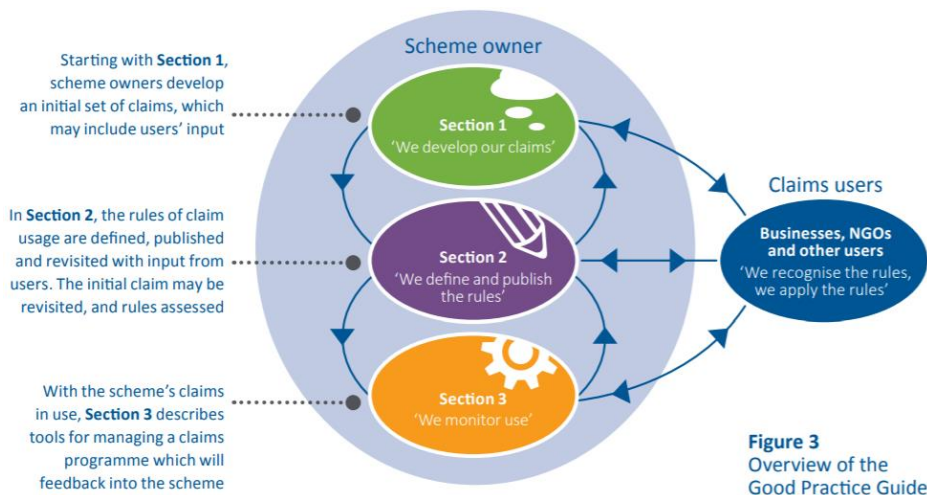 Scheme owner
Starting with Section 1,
scheme owners develop
an initial set of claims, which
may include users' input
Section 1
'We develop our claims'
In Section 2, the rules of claim
usage are defined, published
and revisited with input from
users. The initial claim may be
revisited, and rules assessed
Section 2
'We define and publish
the rules'
Claims users
Businesses, NGOs
and other users
'We recognise the rules,
we apply the rules'
With the scheme's claims
in use, Section 3 describes
tools for managing a claims
programme which will
feedback into the scheme
Section 3
'We monitor use'
Figure 3
Overview of the
Good Practice Guide